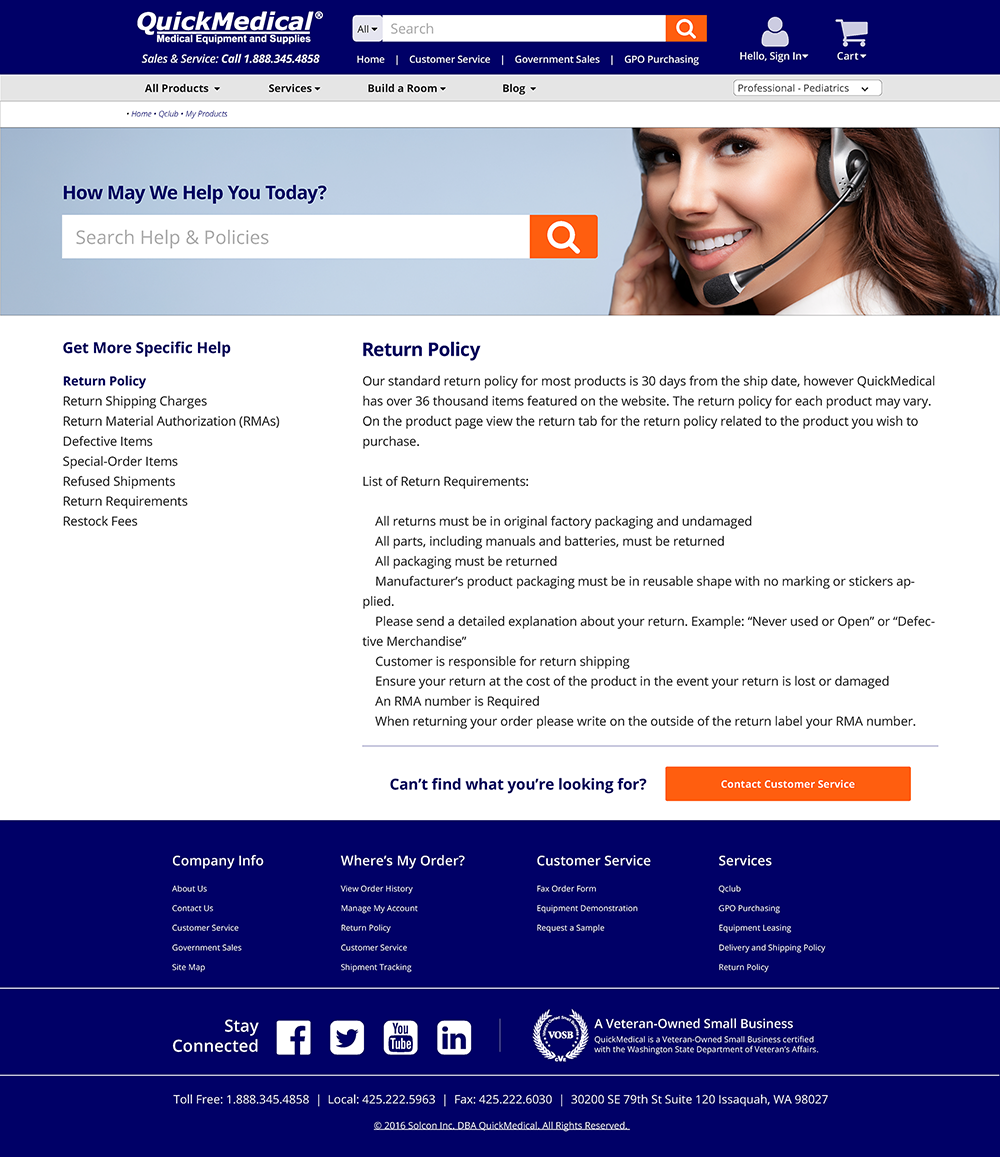 QuickMedical®
Medical Equipment and Supplies
Sales & Service: Call 1.888.345.4858
All
Search
Home | Customer Service | Government Sales | GPO Purchasing
Hello, Sign In
Cart
All Products
Services
Build a Room
Blog
Professional - Pediatrics
• Home • Qclub • My Products
How May We Help You Today?
Search Help & Policies
Get More Specific Help
Return Policy
Return Shipping Charges
Return Material Authorization (RMAs)
Defective Items
Special-Order Items
Refused Shipments
Return Requirements
Restock Fees
Return Policy
Our standard return policy for most products is 30 days from the ship date, however QuickMedical
has over 36 thousand items featured on the website. The return policy for each product may vary.
On the product page view the return tab for the return policy related to the product you wish to
purchase.
List of Return Requirements:
All returns must be in original factory packaging and undamaged
All parts, including manuals and batteries, must be returned
All packaging must be returned
Manufacturer’s product packaging must be in reusable shape with no marking or stickers ap-
plied.
Please send a detailed explanation about your return. Example: “Never used or Open” or “Defec-
tive Merchandise”
Customer is responsible for return shipping
Ensure your return at the cost of the product in the event your return is lost or damaged
An RMA number is Required
When returning your order please write on the outside of the return label your RMA number.
Can’t find what you’re looking for?
Contact Customer Service
Company Info
About Us
Contact Us
Customer Service
Government Sales
Site Map
Where’s My Order?
View Order History
Manage My Account
Return Policy
Customer Service
Shipment Tracking
Customer Service
Fax Order Form
Equipment Demonstration
Request a Sample
Services
Qclub
GPO Purchasing
Equipment Leasing
Delivery and Shipping Policy
Return Policy
Stay
Connected
You
Tube
in
VOSB
CVE
A Veteran-Owned Small Business
QuickMedical is a Veteran-Owned Small Business certified
with the Washington State Department of Veteran’s Affairs.
Toll Free: 1.888.345.4858 | Local: 425.222.5963 | Fax: 425.222.6030 | 30200 SE 79th St Suite 120 Issaquah, WA 98027
© 2016 Solcon Inc. DBA QuickMedical. All Rights Reserved.